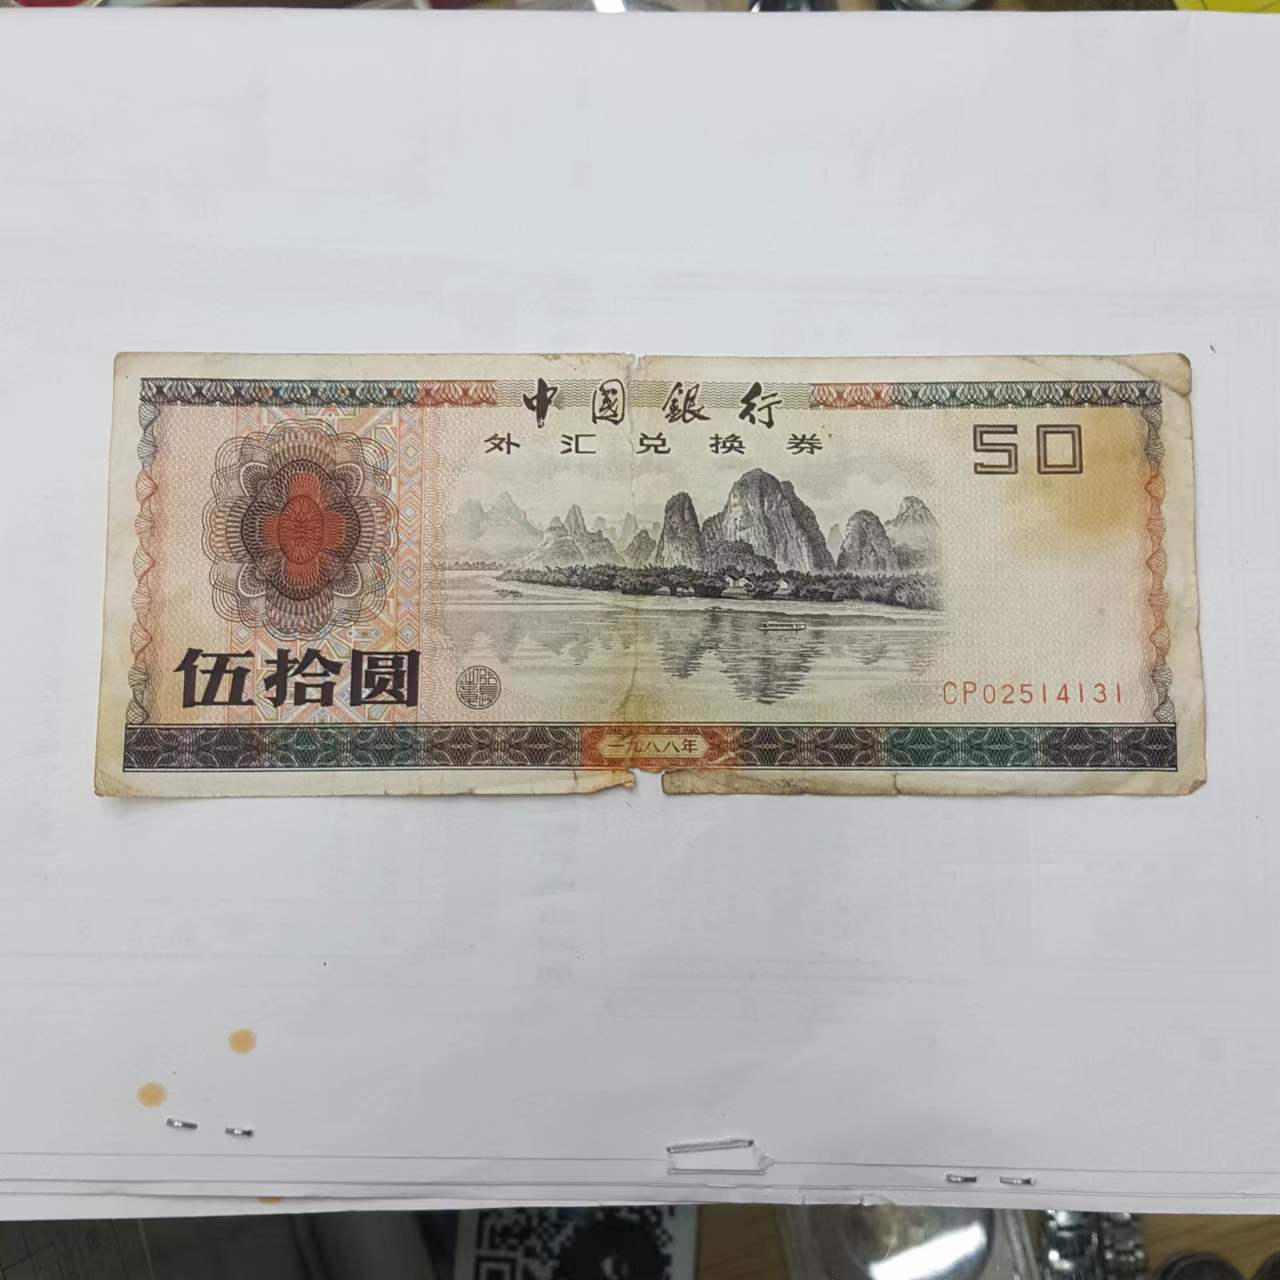 中國銀行
外汇兑换券
50
伍拾圆
CP02514131
一九八八年